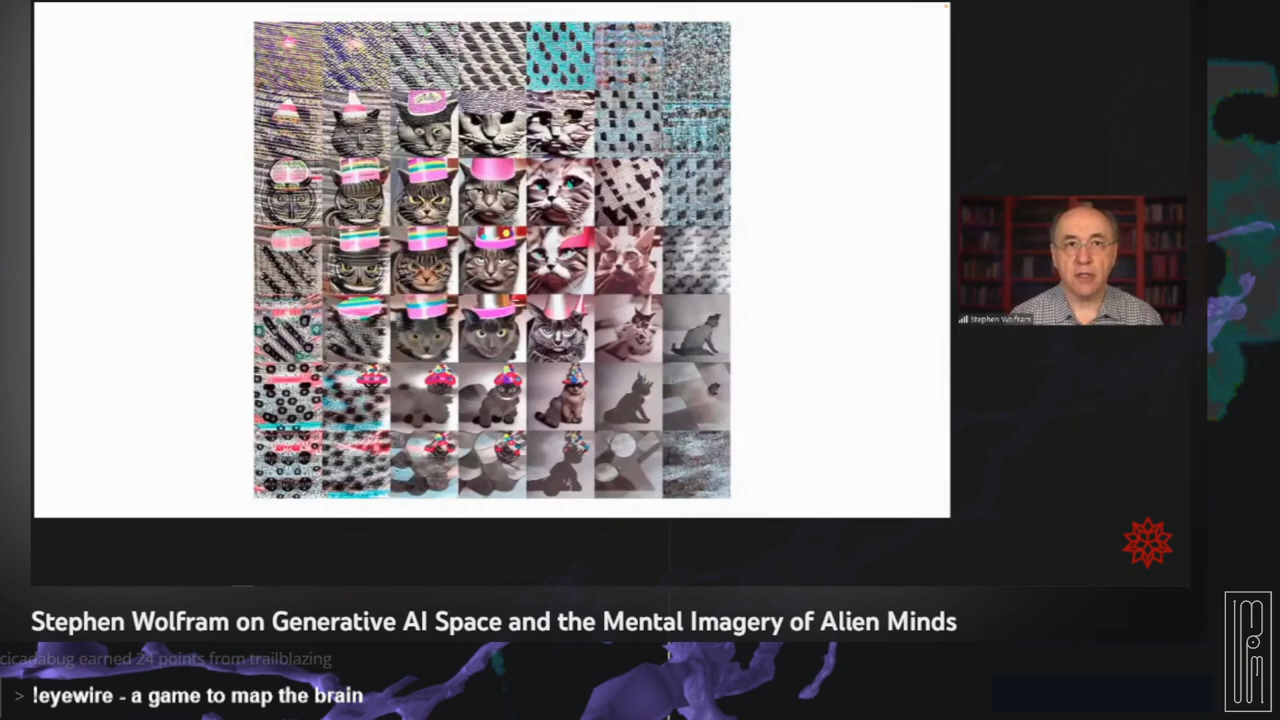 Stephen Wolfram
Stephen Wolfram on Generative AI Space and the Mental Imagery of Alien Minds
cicadabug earned 24 points from trailblazing
> !eyewire - a game to map the brain